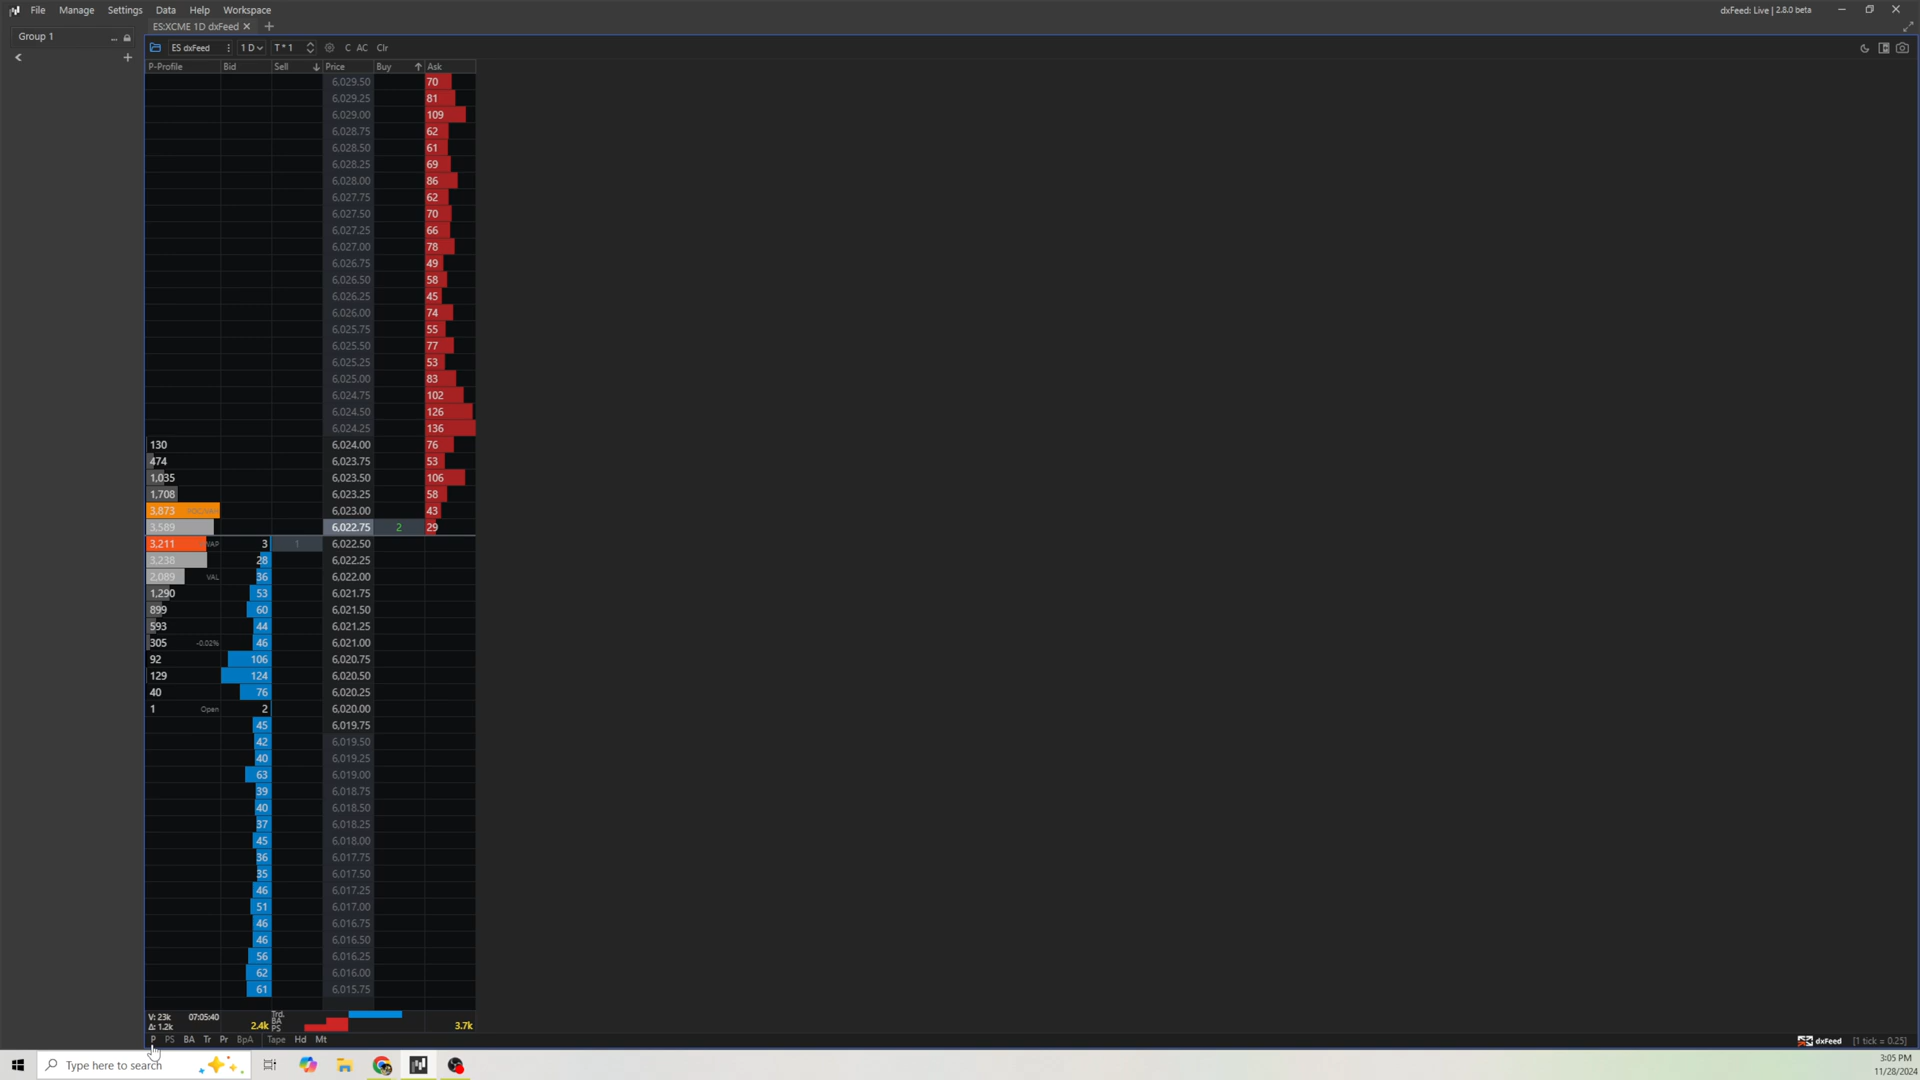 File Manage Settings Data Help Workspace dxFeed: Live | 2.8.0 beta
Group 1 ... ES:XCME 1D dxFeed
ES dxFeed 1 D T * 1 C AC Clr
P-Profile Bid Sell Price Buy Ask
6,029.50 70
6,029.25 81
6,029.00 109
6,028.75 62
6,028.50 61
6,028.25 69
6,028.00 86
6,027.75 62
6,027.50 70
6,027.25 66
6,027.00 78
6,026.75 49
6,026.50 58
6,026.25 45
6,026.00 74
6,025.75 55
6,025.50 77
6,025.25 53
6,025.00 83
6,024.75 102
6,024.50 126
6,024.25 136
130 6,024.00 76
474 6,023.75 53
1,035 6,023.50 106
1,708 6,023.25 58
3,873 POC/VAH 6,023.00 43
3,589 6,022.75 2 29
3,211 VAP 3 1 6,022.50
3,238 28 6,022.25
2,089 VAL 36 6,022.00
1,290 53 6,021.75
899 60 6,021.50
593 44 6,021.25
305 -0.02% 46 6,021.00
92 106 6,020.75
129 124 6,020.50
40 76 6,020.25
1 Open 2 6,020.00
45 6,019.75
42 6,019.50
40 6,019.25
63 6,019.00
39 6,018.75
40 6,018.50
37 6,018.25
45 6,018.00
36 6,017.75
35 6,017.50
46 6,017.25
51 6,017.00
46 6,016.75
46 6,016.50
56 6,016.25
62 6,016.00
61 6,015.75
V: 23k 07:05:40 Trd.
BA
Δ: 1.2k 2.4k PS 3.7k
P PS BA Tr Pr BpA Tape Hd Mt dxFeed [1 tick = 0.25]
Type here to search 3:05 PM
11/28/2024